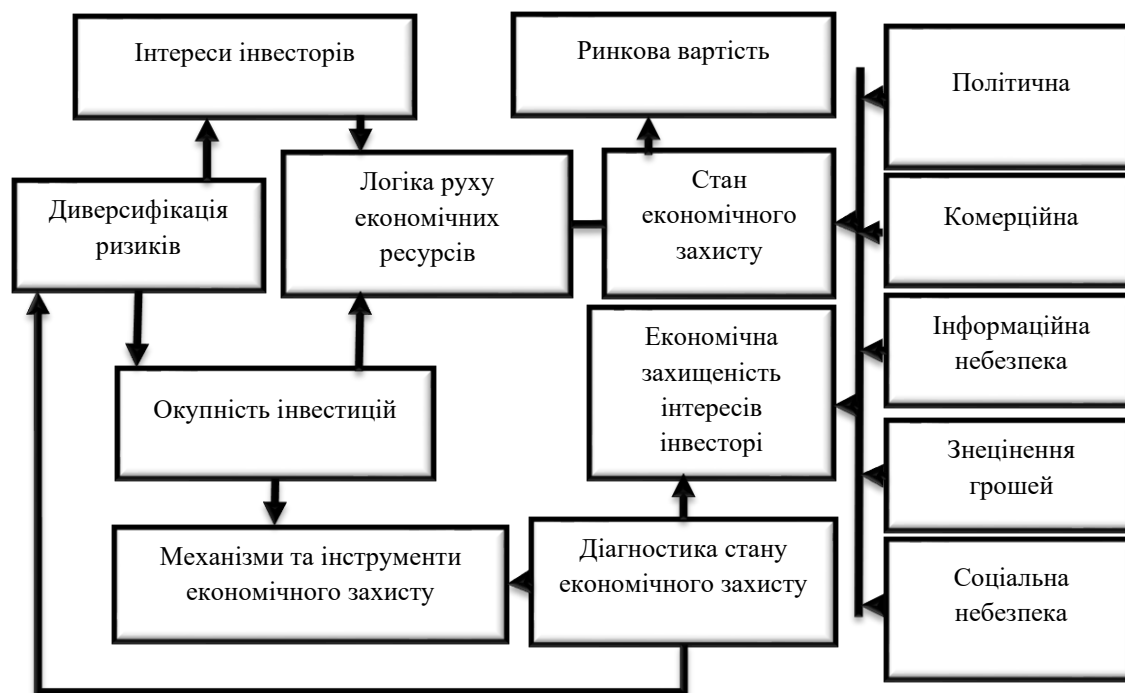 Інтереси інвесторів
Ринкова вартість
Політична
Диверсифікація
ризиків
Логіка руху
економічних
ресурсів
Стан
економічного
захисту
Комерційна
Окупність інвестицій
Економічна
захищеність
інтересів
інвесторі
Інформаційна
небезпека
Знецінення
грошей
Механізми та інструменти
економічного захисту
Діагностика стану
економічного захисту
Соціальна
небезпека